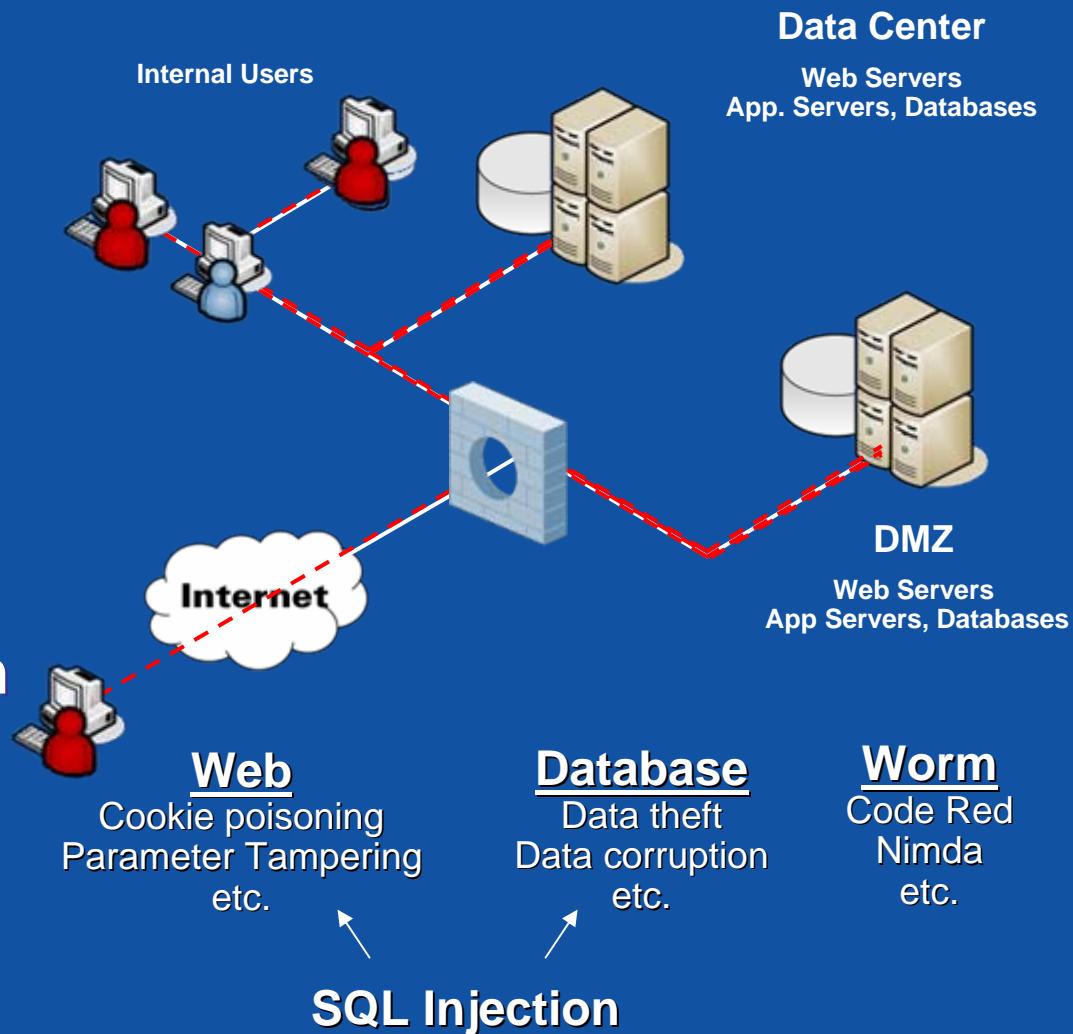 Data Center
Web Servers
App. Servers, Databases
Internal Users
DMZ
Web Servers
App Servers, Databases
Internet
Web
Cookie poisoning
Parameter Tampering
etc.
Database
Data theft
Data corruption
etc.
Worm
Code Red
Nimda
etc.
SQL Injection